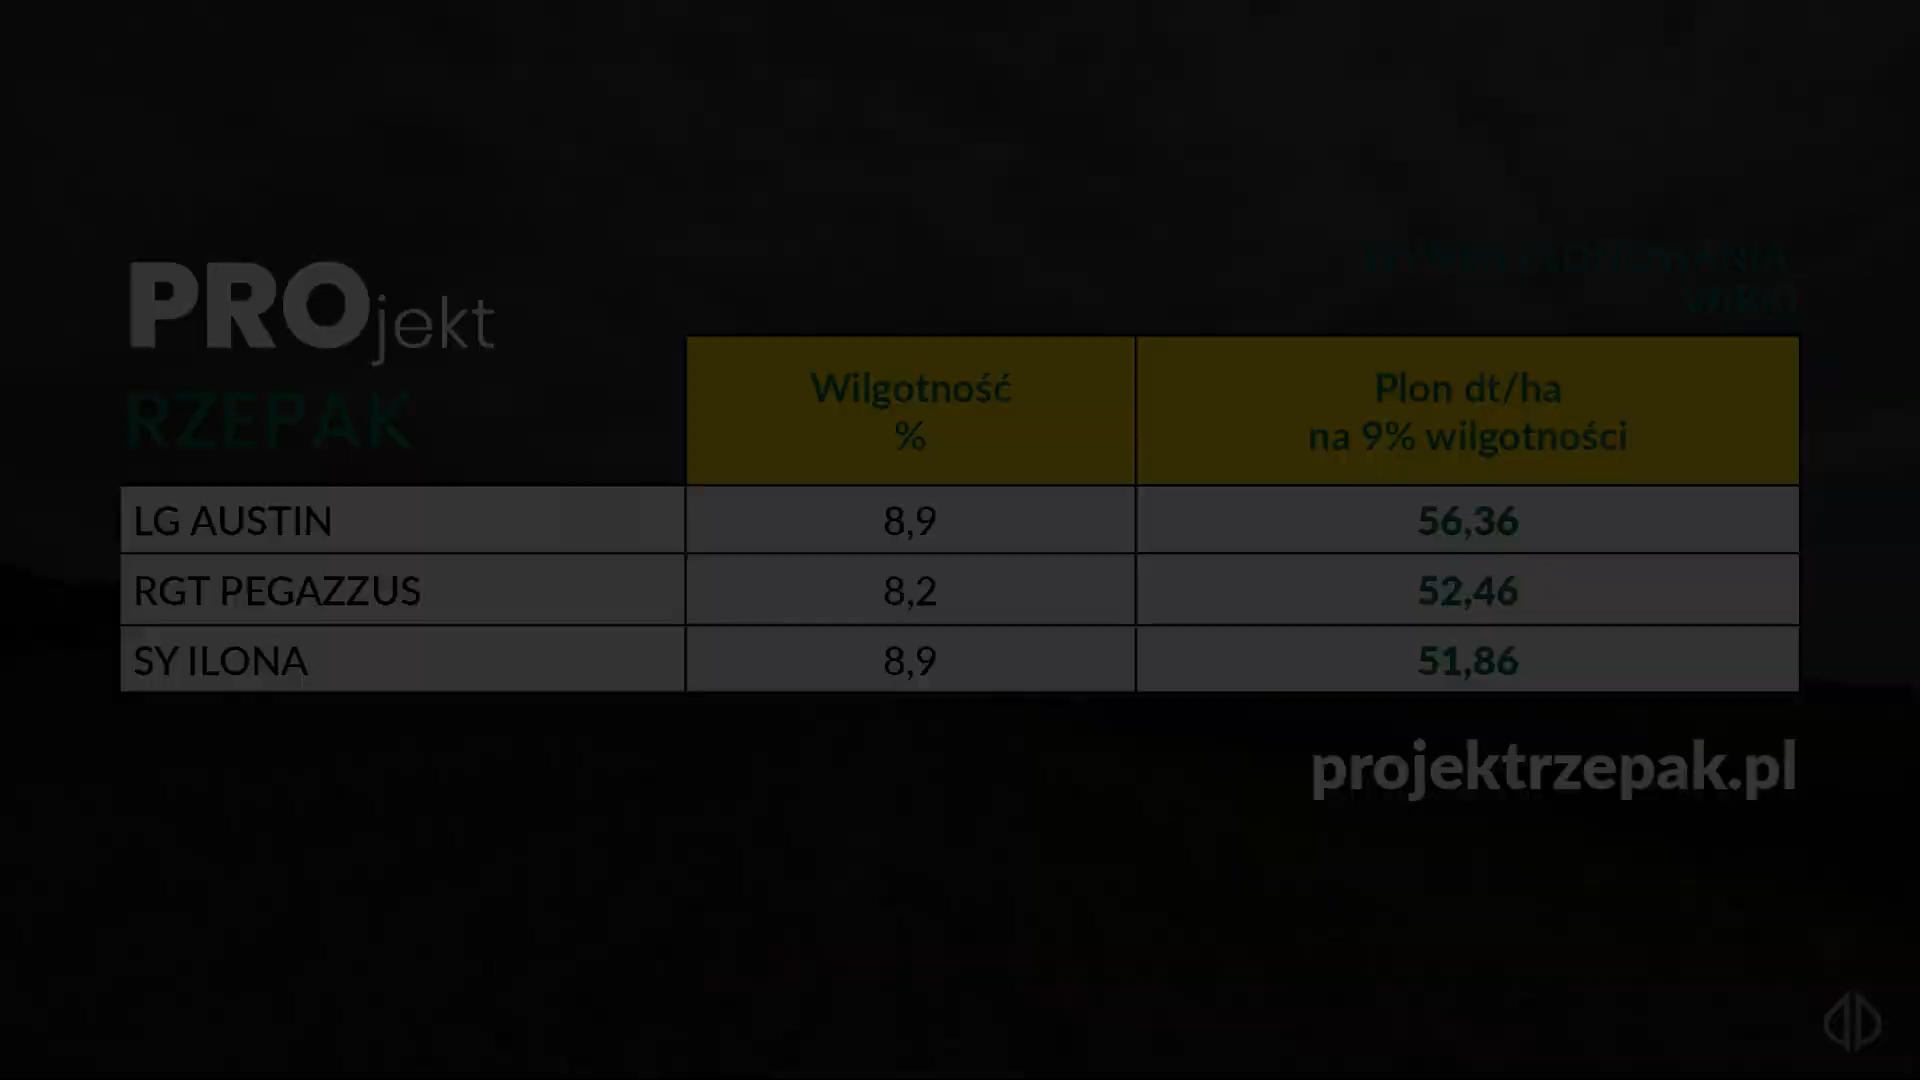 PROjekt
RZEPAK
Wilgotność
%
Plon dt/ha
na 9% wilgotności
LG AUSTIN 8,9 56,36
RGT PEGAZZUS 8,2 52,46
SY ILONA 8,9 51,86
projektrzepak.pl